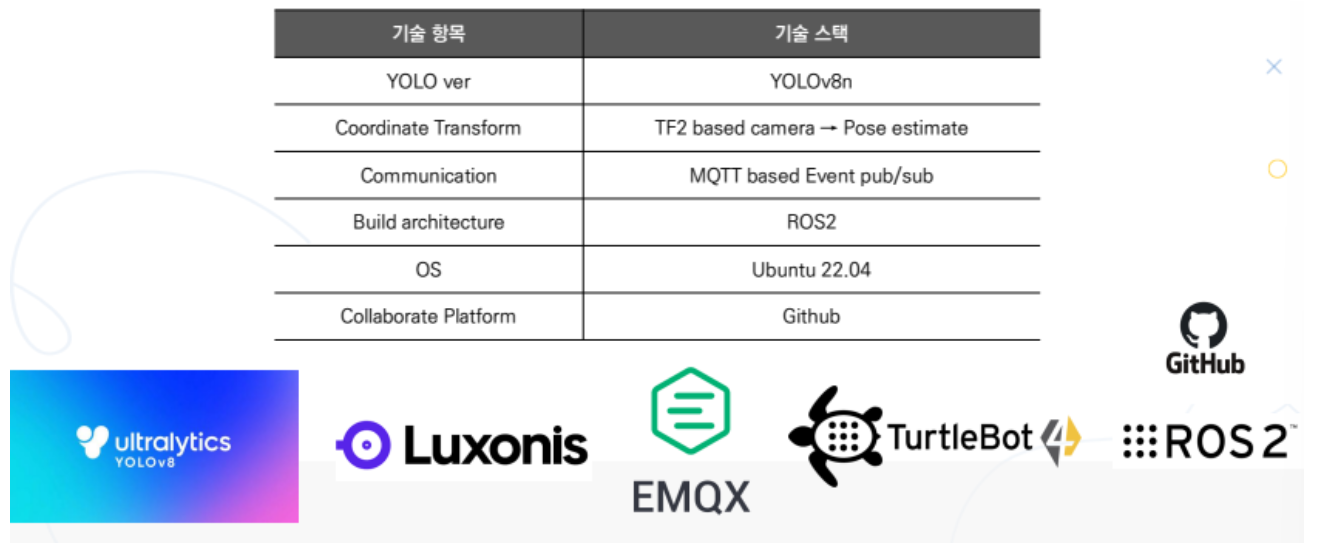 기술 항목 기술 스택
YOLO ver YOLOv8n
Coordinate Transform TF2 based camera → Pose estimate
Communication MQTT based Event pub/sub
Build architecture ROS2
OS Ubuntu 22.04
Collaborate Platform Github
GitHub
ultralytics
YOLOv8
Luxonis
EMQX
TurtleBot 4
ROS 2™